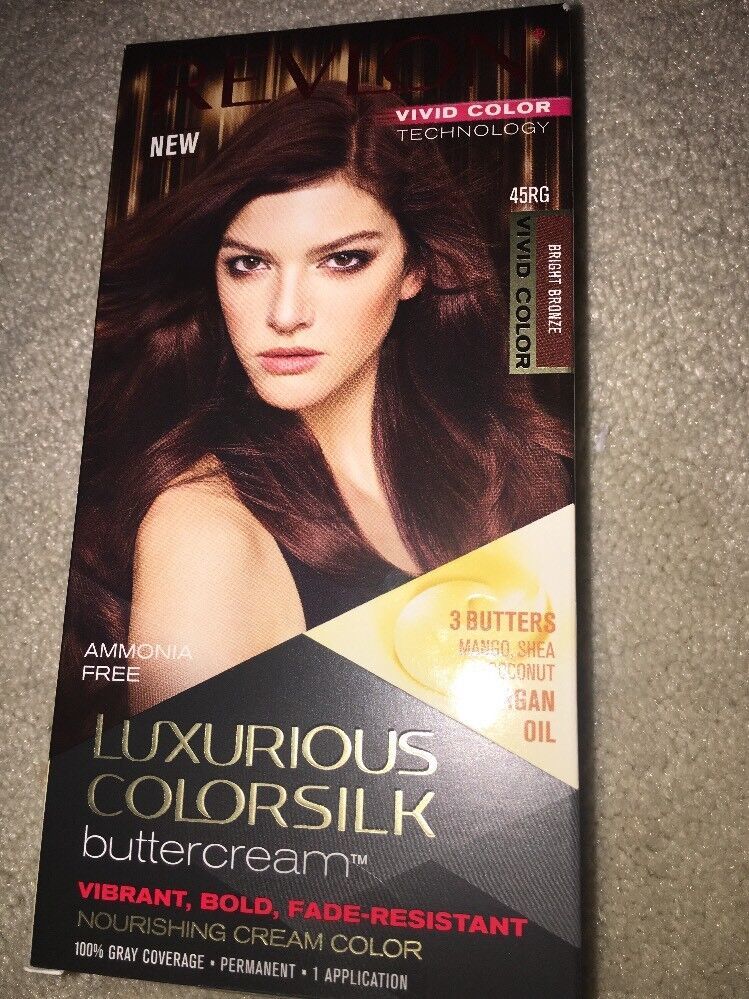 REVLON®
VIVID COLOR
TECHNOLOGY
NEW
45RG
VIVID COLOR
BRIGHT BRONZE
3 BUTTERS
MANGO, SHEA
COCONUT
ARGAN
OIL
AMMONIA
FREE
LUXURIOUS
COLORSILK
buttercream™
VIBRANT, BOLD, FADE-RESISTANT
NOURISHING CREAM COLOR
100% GRAY COVERAGE • PERMANENT • 1 APPLICATION